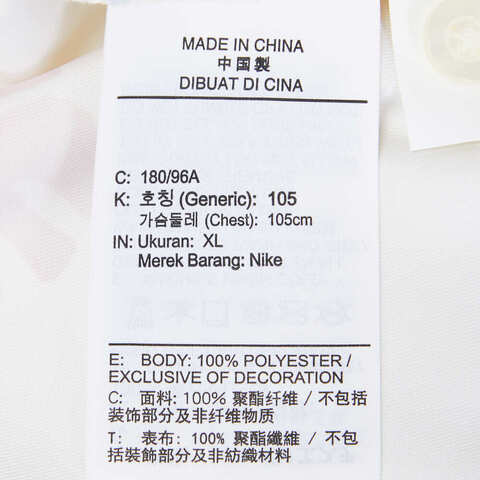 MADE IN CHINA
中国製
DIBUAT DI CINA
C: 180/96A
K: 호칭 (Generic): 105
가슴둘레 (Chest): 105cm
IN: Ukuran: XL
Merek Barang: Nike
E: BODY: 100% POLYESTER /
EXCLUSIVE OF DECORATION
C: 面料: 100% 聚酯纤维 / 不包括
装饰部分及非纤维物质
T: 表布: 100% 聚酯纖維 / 不包
括裝飾部分及非紡織材料